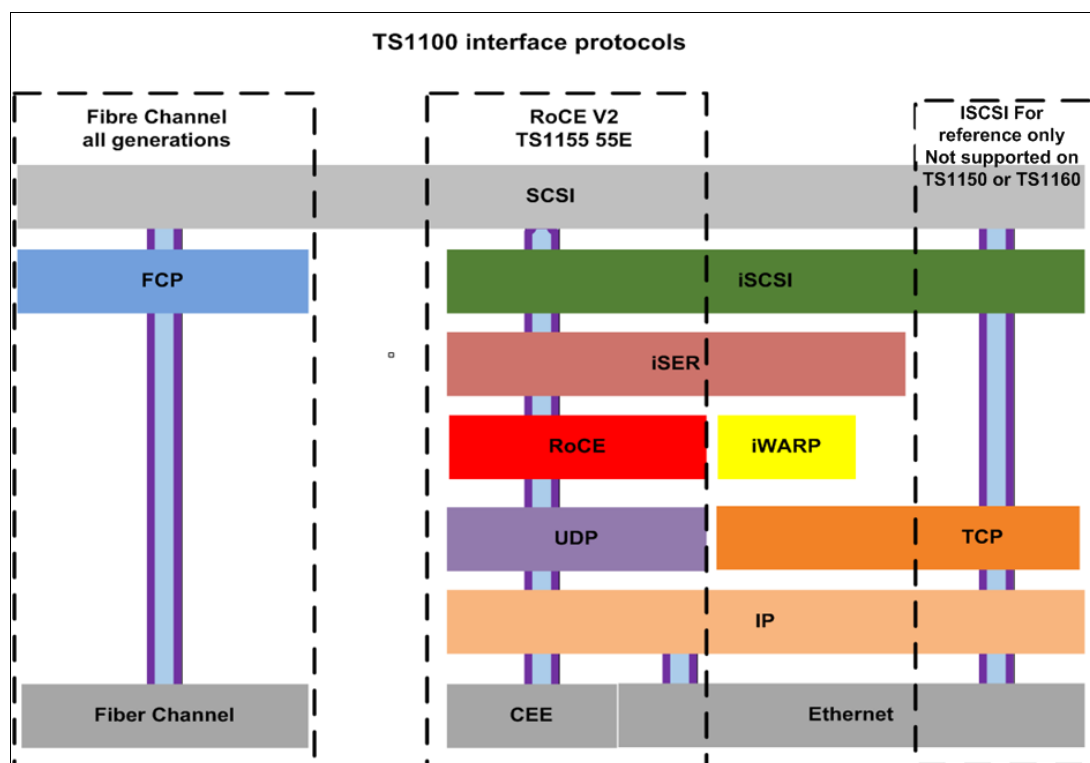 TS1100 interface protocols
Fibre Channel
all generations
RoCE V2
TS1155 55E
ISCSI For
reference only
Not supported on
TS1150 or TS1160
SCSI
FCP
iSCSI
iSER
RoCE
iWARP
UDP
TCP
IP
Fiber Channel
CEE
Ethernet